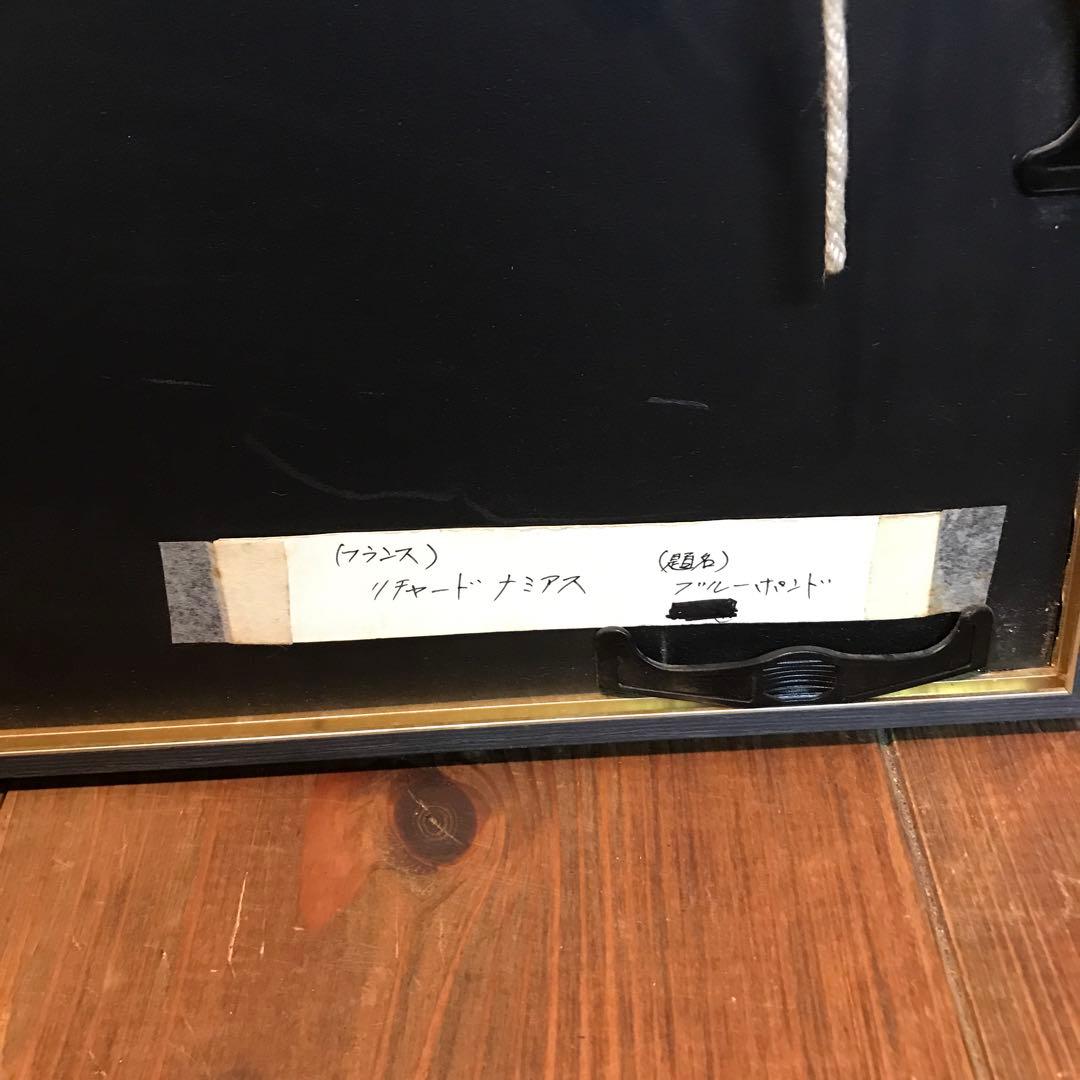 (フランス)
リチャード ナミアス
(題名)
ブルーポンド